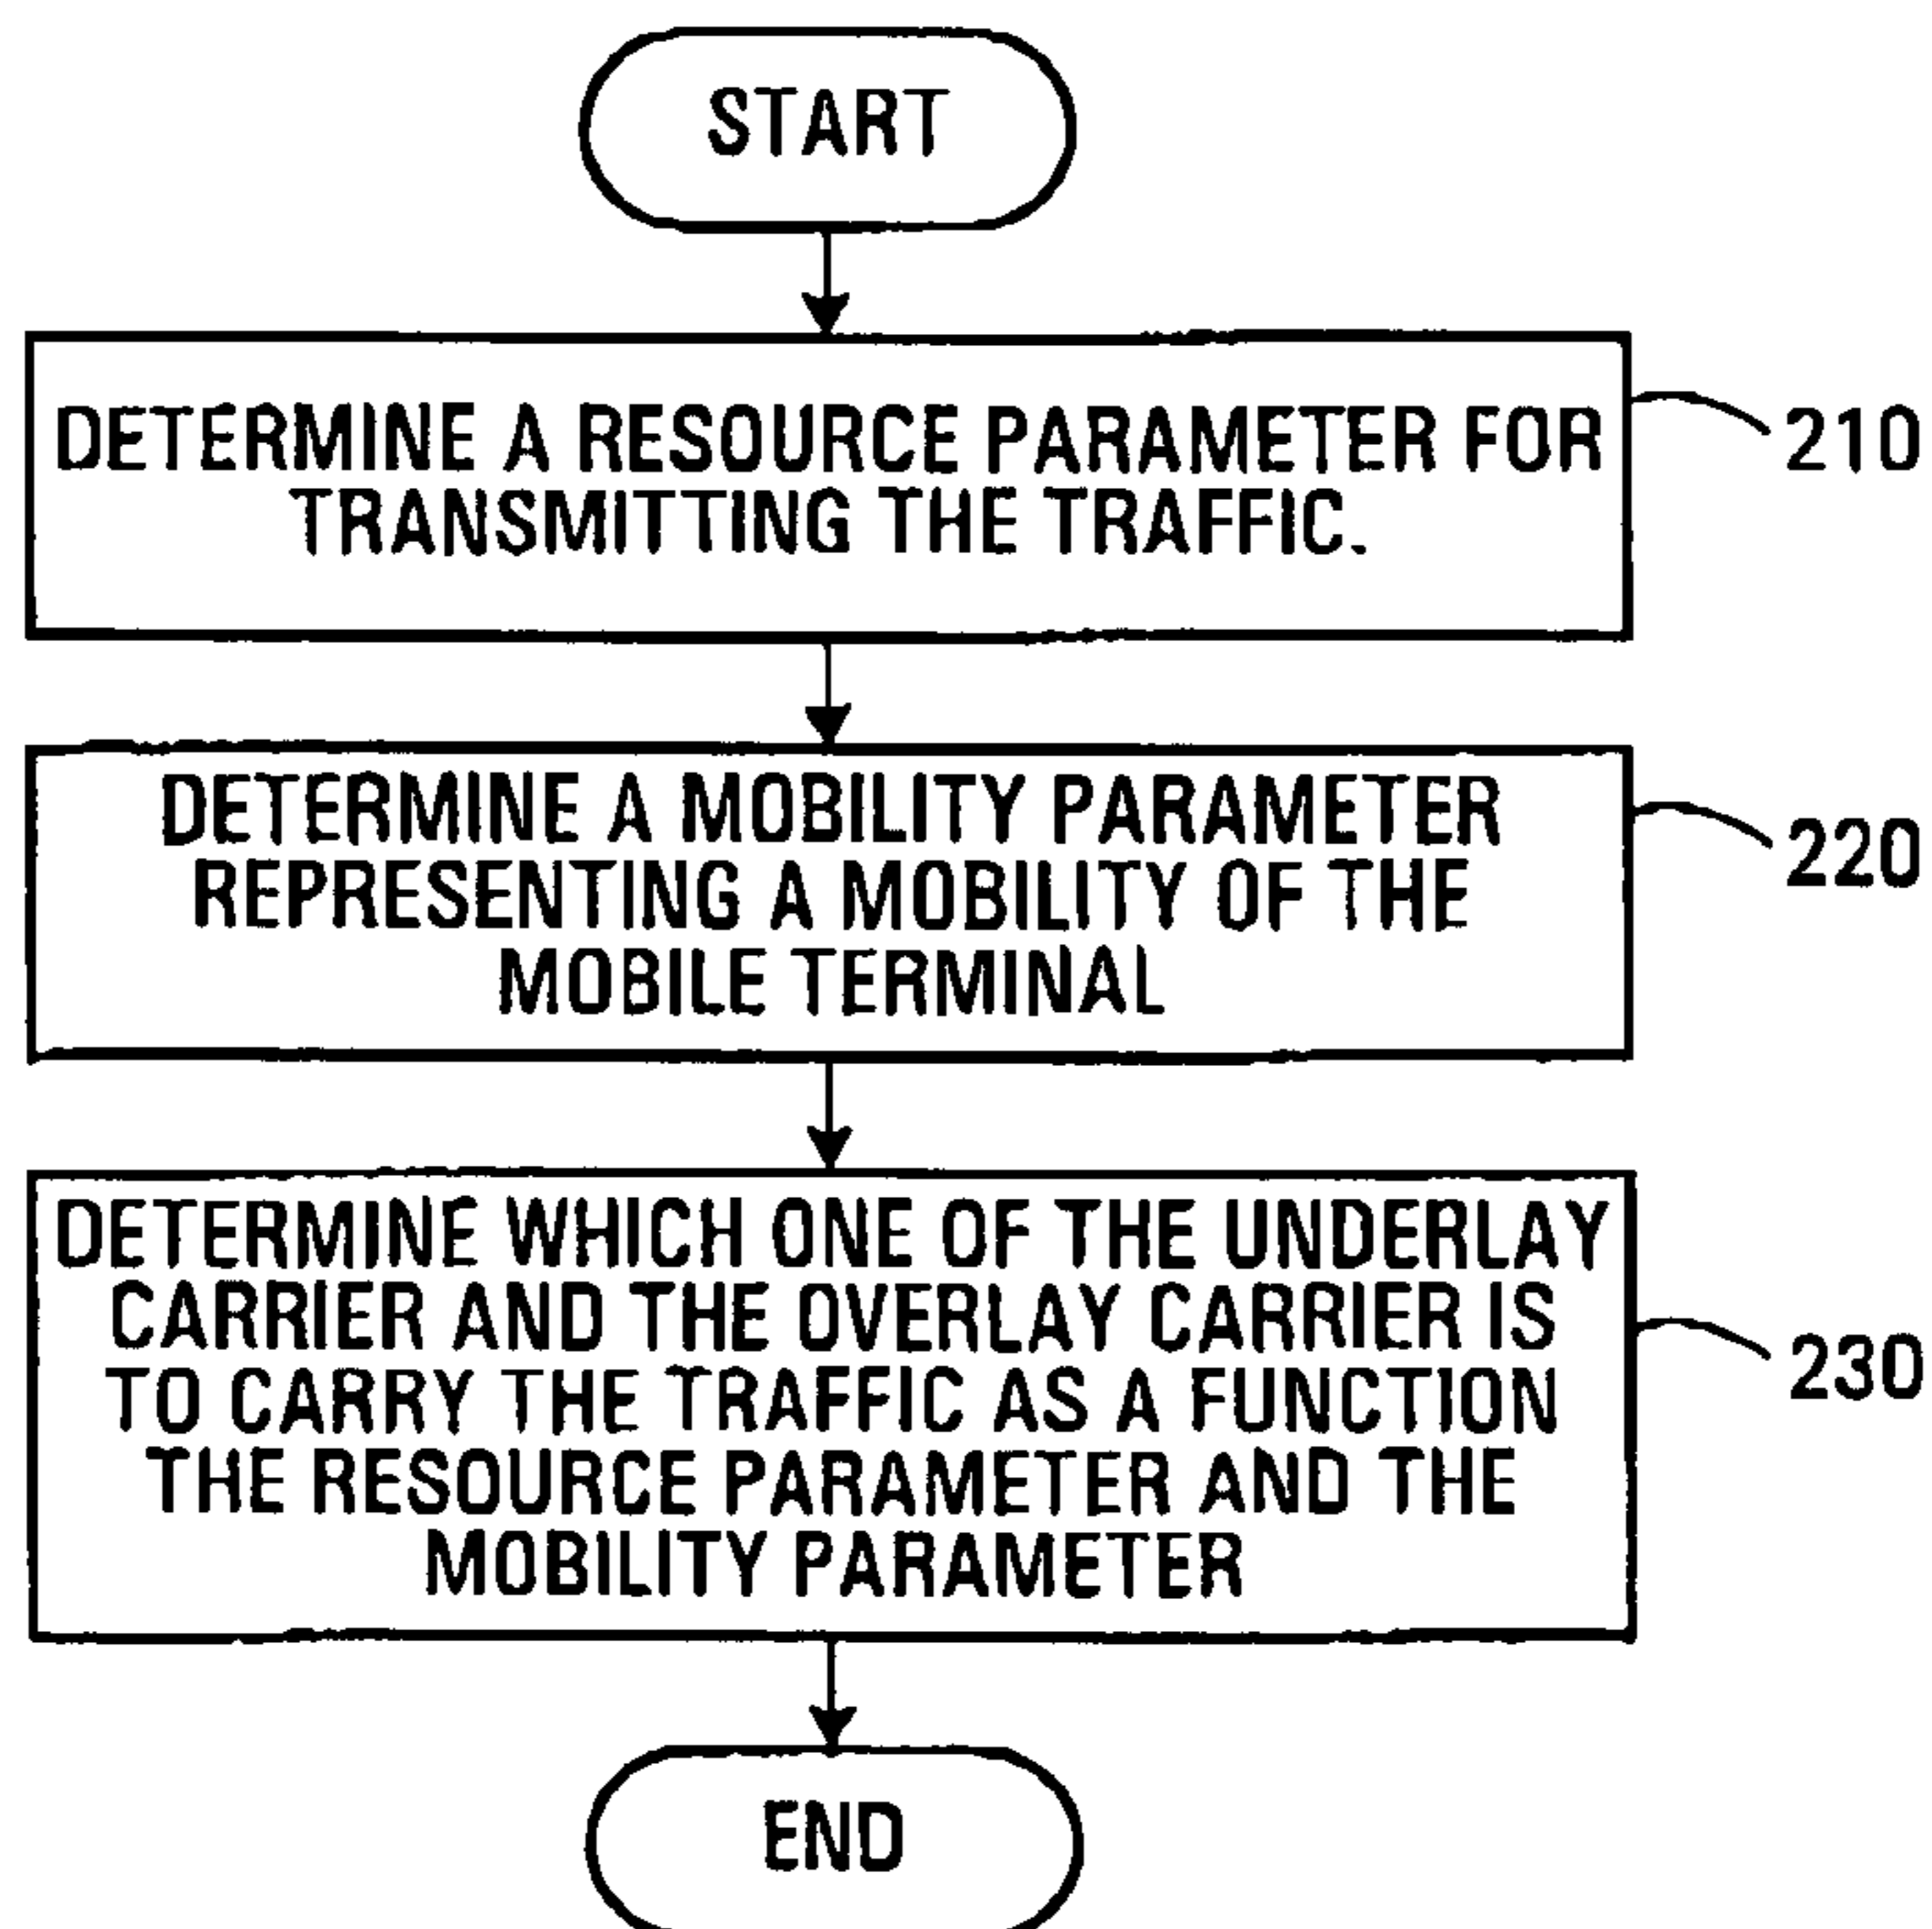 START
DETERMINE A RESOURCE PARAMETER FOR
TRANSMITTING THE TRAFFIC.
210
DETERMINE A MOBILITY PARAMETER
REPRESENTING A MOBILITY OF THE
MOBILE TERMINAL
220
DETERMINE WHICH ONE OF THE UNDERLAY
CARRIER AND THE OVERLAY CARRIER IS
TO CARRY THE TRAFFIC AS A FUNCTION
THE RESOURCE PARAMETER AND THE
MOBILITY PARAMETER
230
END